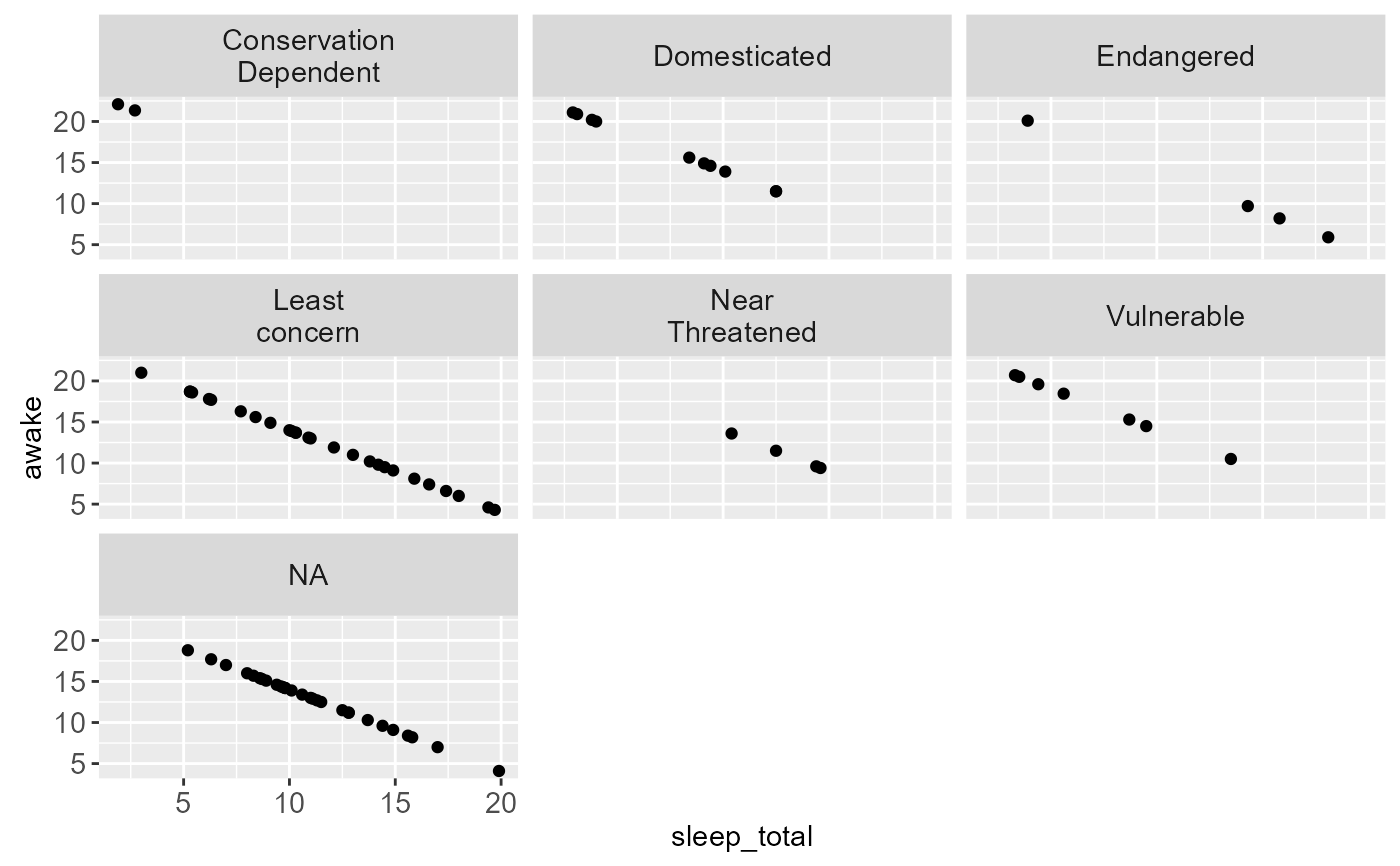 Conservation
Dependent
Domesticated
Endangered
20
15
10
5
Least
concern
Near
Threatened
Vulnerable
20
15
10
5
awake
NA
20
15
10
5
5 10 15 20
sleep_total